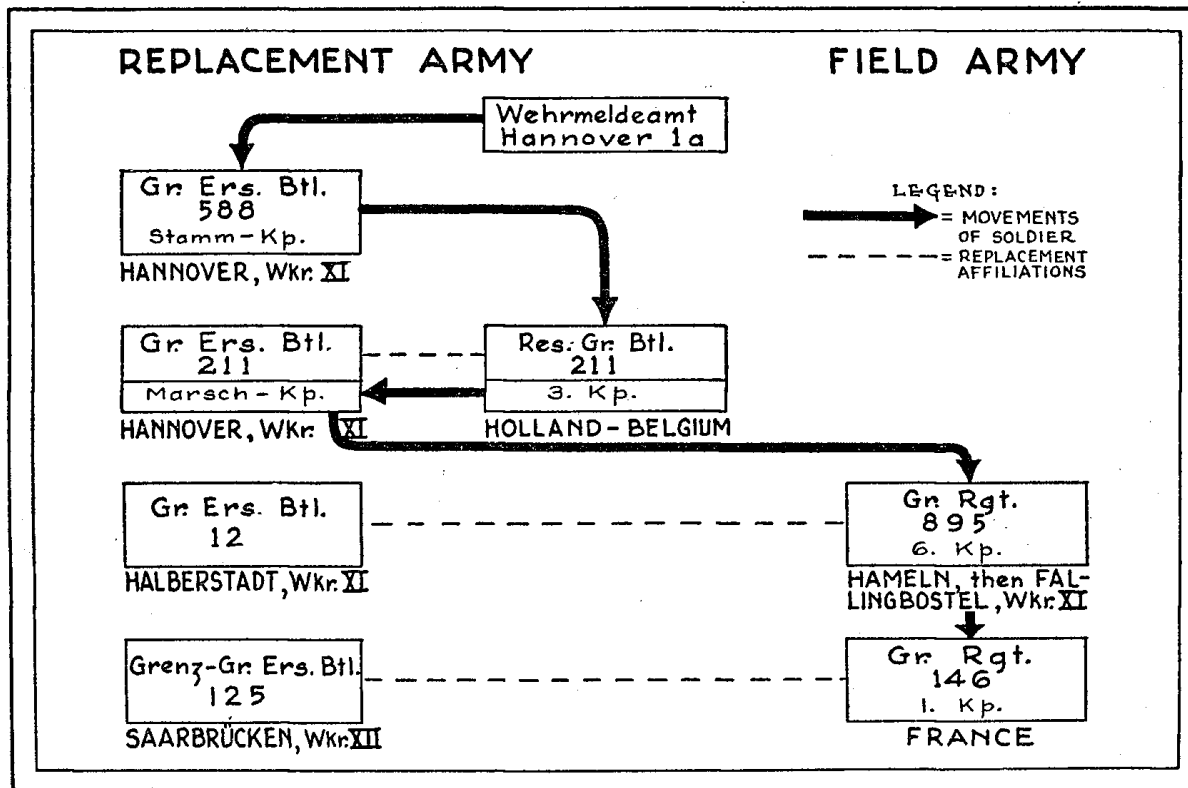 REPLACEMENT ARMY
FIELD ARMY
Wehrmeldeamt
Hannover 1a
Gr. Ers. Btl.
588
Stamm-Kp.
HANNOVER, Wkr. XI
LEGEND:
= MOVEMENTS
OF SOLDIER
= REPLACEMENT
AFFILIATIONS
Gr. Ers. Btl.
211
Marsch-Kp.
HANNOVER, Wkr. XI
Res. Gr. Btl.
211
3. Kp.
HOLLAND-BELGIUM
Gr. Ers. Btl.
12
HALBERSTADT, Wkr. XI
Gr. Rgt.
895
6. Kp.
HAMELN, then FAL-
LINGBOSTEL, Wkr. XI
Grenz-Gr. Ers. Btl.
125
SAARBRÜCKEN, Wkr. XII
Gr. Rgt.
146
1. Kp.
FRANCE